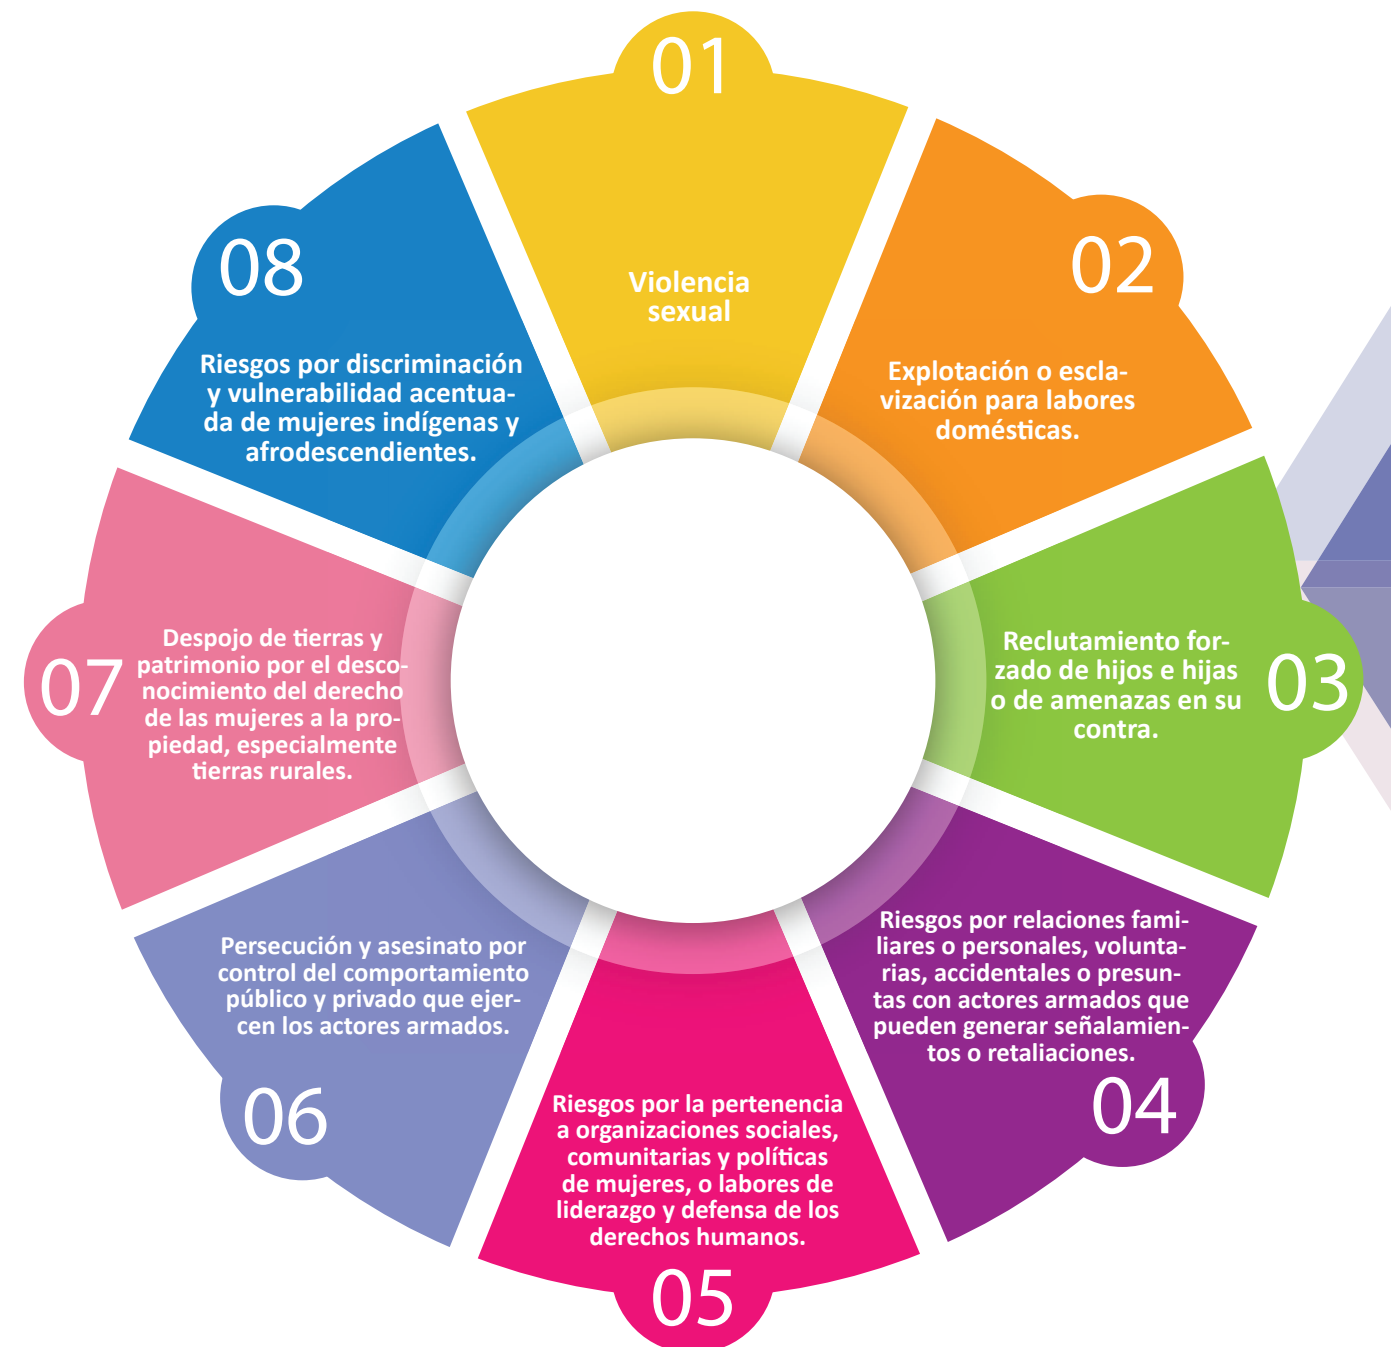 01
Violencia
sexual
02
Explotación o escla-
vización para labores
domésticas.
Reclutamiento for-
zado de hijos e hijas
o de amenazas en su
contra.
03
Riesgos por relaciones fami-
liares o personales, volunta-
rias, accidentales o presun-
tas con actores armados que
pueden generar señalamien-
tos o retaliaciones.
04
Riesgos por la pertenencia
a organizaciones sociales,
comunitarias y políticas
de mujeres, o labores de
liderazgo y defensa de los
derechos humanos.
05
Persecución y asesinato por
control del comportamiento
público y privado que ejer-
cen los actores armados.
06
07
Despojo de tierras y
patrimonio por el desco-
nocimiento del derecho
de las mujeres a la pro-
piedad, especialmente
tierras rurales.
08
Riesgos por discriminación
y vulnerabilidad acentua-
da de mujeres indígenas y
afrodescendientes.